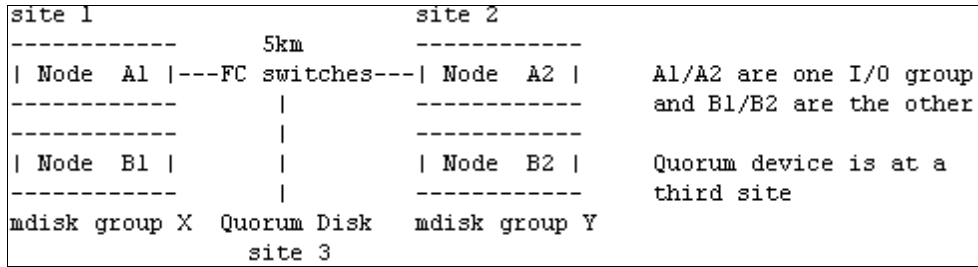 site 1                         site 2
------------      5km          ------------
| Node  A1 |---FC switches---| Node  A2 |     A1/A2 are one I/O group
------------       |           ------------     and B1/B2 are the other
------------       |           ------------
| Node  B1 |       |           | Node  B2 |     Quorum device is at a
------------       |           ------------     third site
mdisk group X  Quorum Disk   mdisk group Y
                 site 3